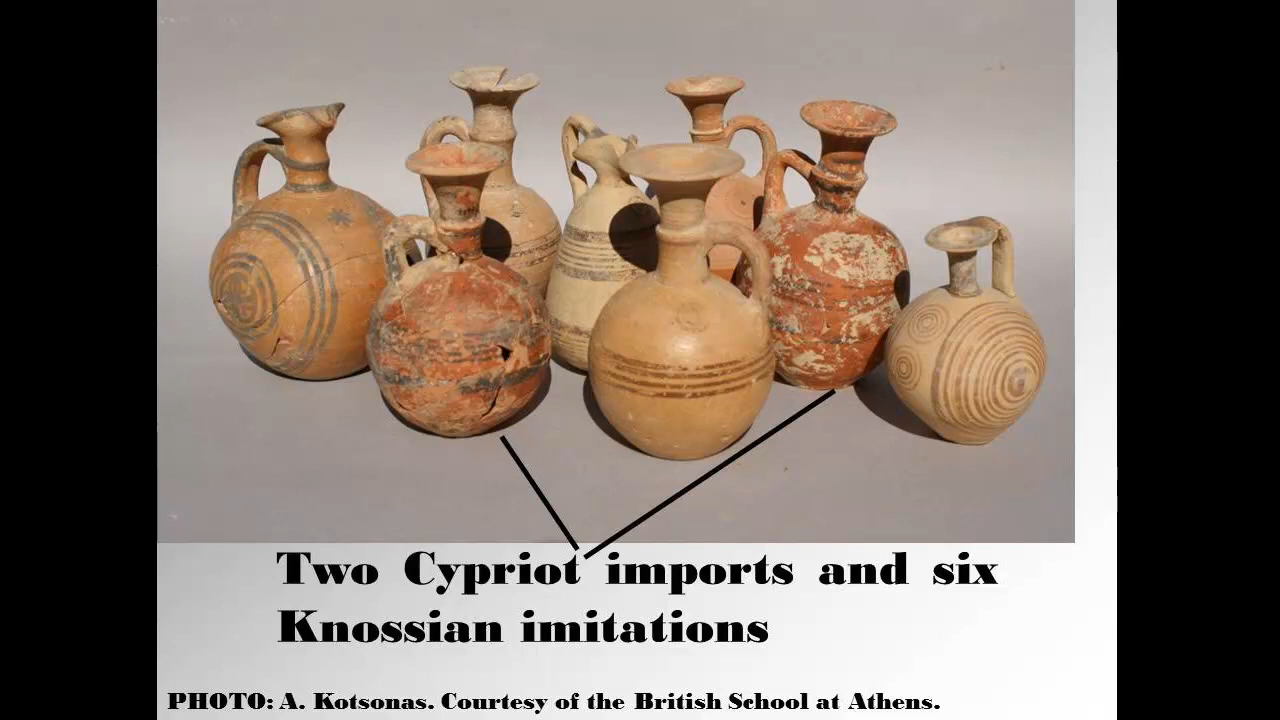 Two Cypriot imports and six
Knossian imitations
PHOTO: A. Kotsonas. Courtesy of the British School at Athens.